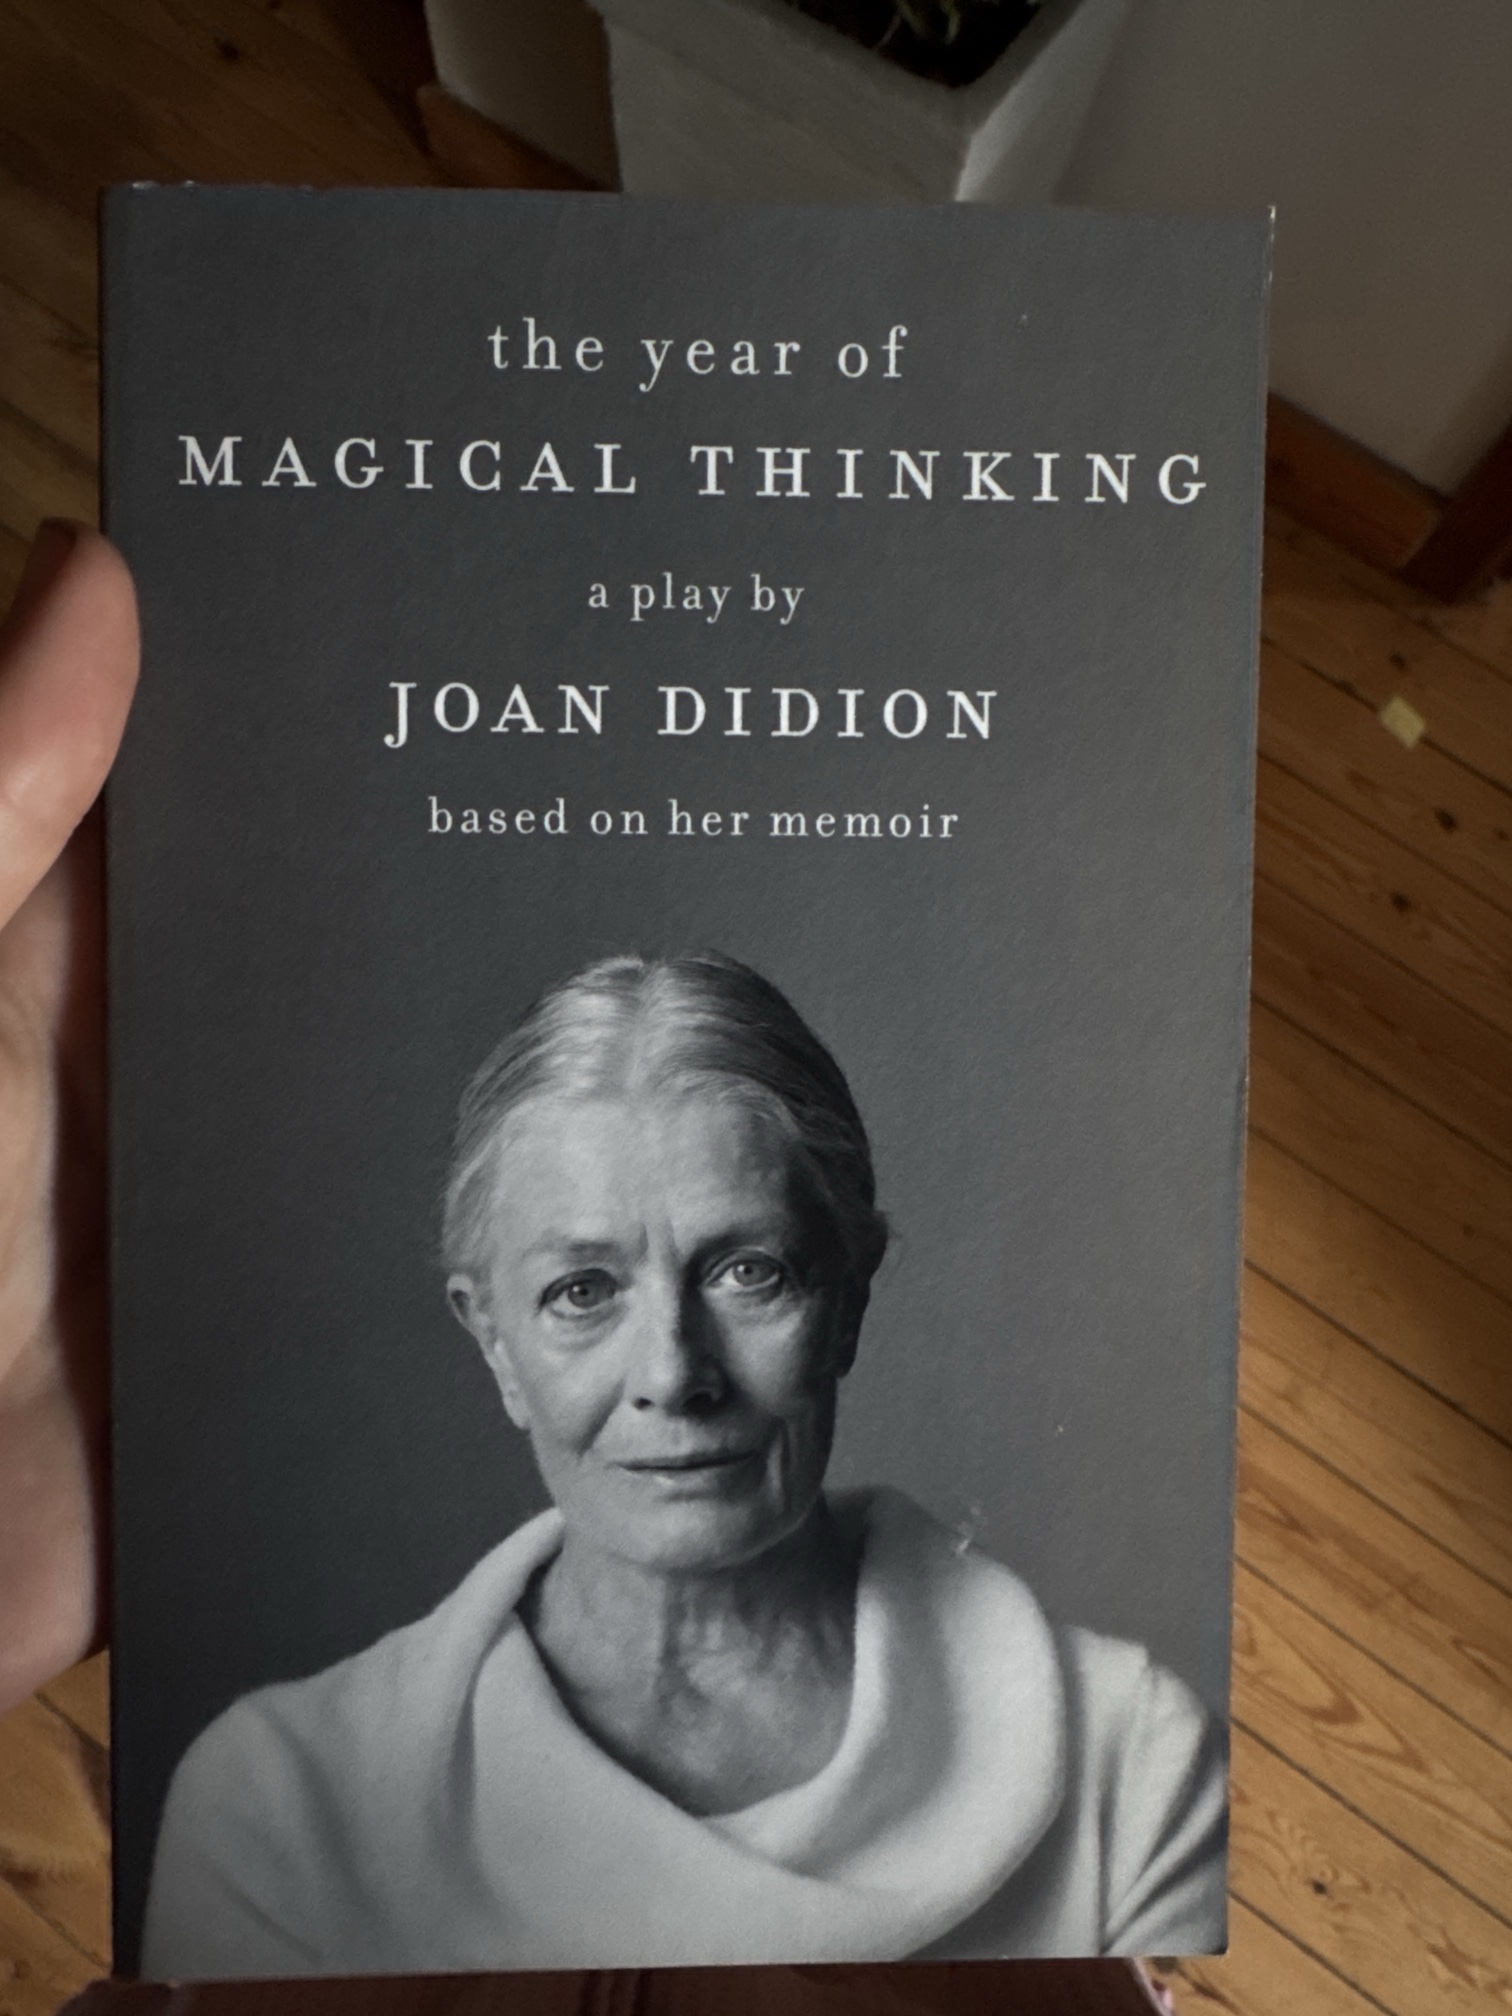 the year of
MAGICAL THINKING
a play by
JOAN DIDION
based on her memoir